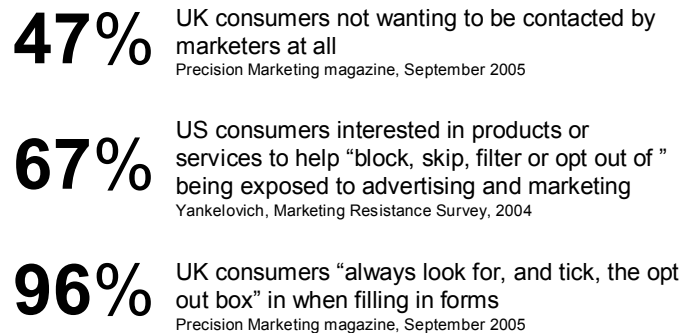 47%
UK consumers not wanting to be contacted by
marketers at all
Precision Marketing magazine, September 2005
67%
US consumers interested in products or
services to help “block, skip, filter or opt out of ”
being exposed to advertising and marketing
Yankelovich, Marketing Resistance Survey, 2004
96%
UK consumers “always look for, and tick, the opt
out box” in when filling in forms
Precision Marketing magazine, September 2005